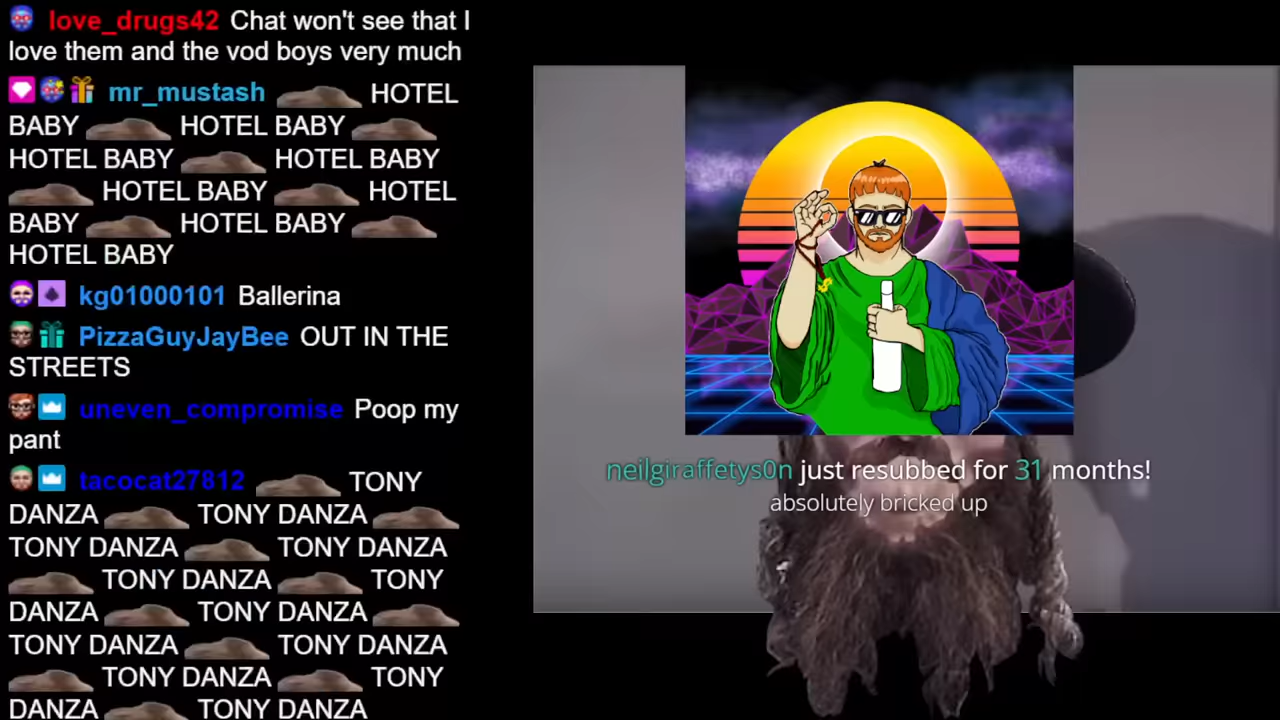 love_drugs42 Chat won't see that I
love them and the vod boys very much
mr_mustash HOTEL
BABY HOTEL BABY
HOTEL BABY HOTEL BABY
HOTEL BABY HOTEL
BABY HOTEL BABY
HOTEL BABY
kg01000101 Ballerina
PizzaGuyJayBee OUT IN THE
STREETS
uneven_compromise Poop my
pant
tacocat27812 TONY
DANZA TONY DANZA
TONY DANZA TONY DANZA
TONY DANZA TONY
DANZA TONY DANZA
TONY DANZA TONY DANZA
TONY DANZA TONY
DANZA TONY DANZA
neilgiraffetys0n just resubbed for 31 months!
absolutely bricked up